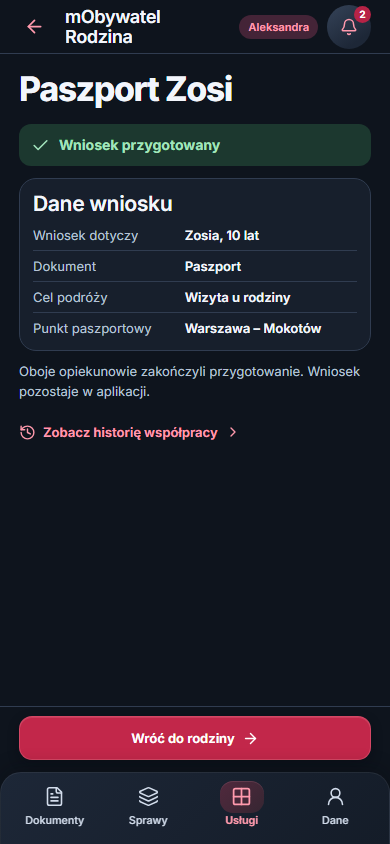 mObywatel
Rodzina
Aleksandra
2
Paszport Zosi
Wniosek przygotowany
Dane wniosku
Wniosek dotyczy Zosia, 10 lat
Dokument Paszport
Cel podróży Wizyta u rodziny
Punkt paszportowy Warszawa – Mokotów
Oboje opiekunowie zakończyli przygotowanie. Wniosek
pozostaje w aplikacji.
Zobacz historię współpracy
Wróć do rodziny
Dokumenty Sprawy Usługi Dane